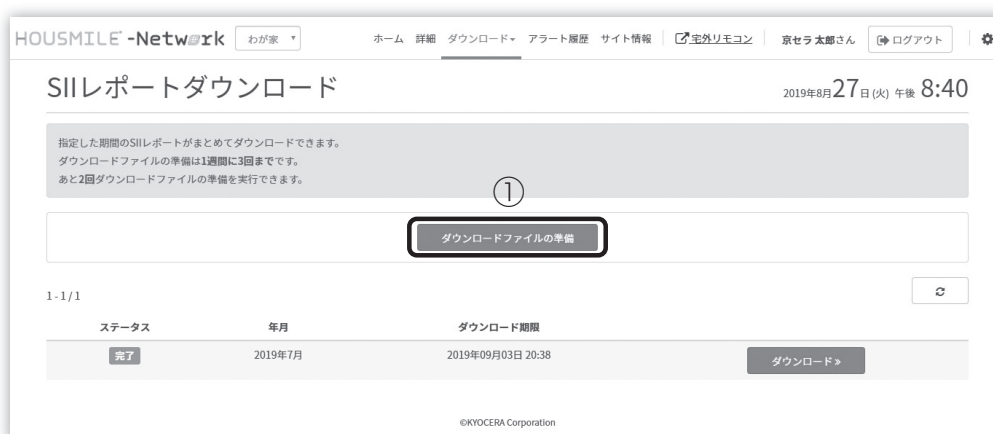 HOUSMILE-Network わが家 ホーム 詳細 ダウンロード アラート履歴 サイト情報 宅外リモコン 京セラ 太郎さん ログアウト
SIIレポートダウンロード 2019年8月27日(火) 午後 8:40
指定した期間のSIIレポートがまとめてダウンロードできます。
ダウンロードファイルの準備は1週間に3回までです。
あと2回ダウンロードファイルの準備を実行できます。
①
ダウンロードファイルの準備
1-1/1
ステータス 年月 ダウンロード期限
完了 2019年7月 2019年09月03日 20:38 ダウンロード »
©KYOCERA Corporation